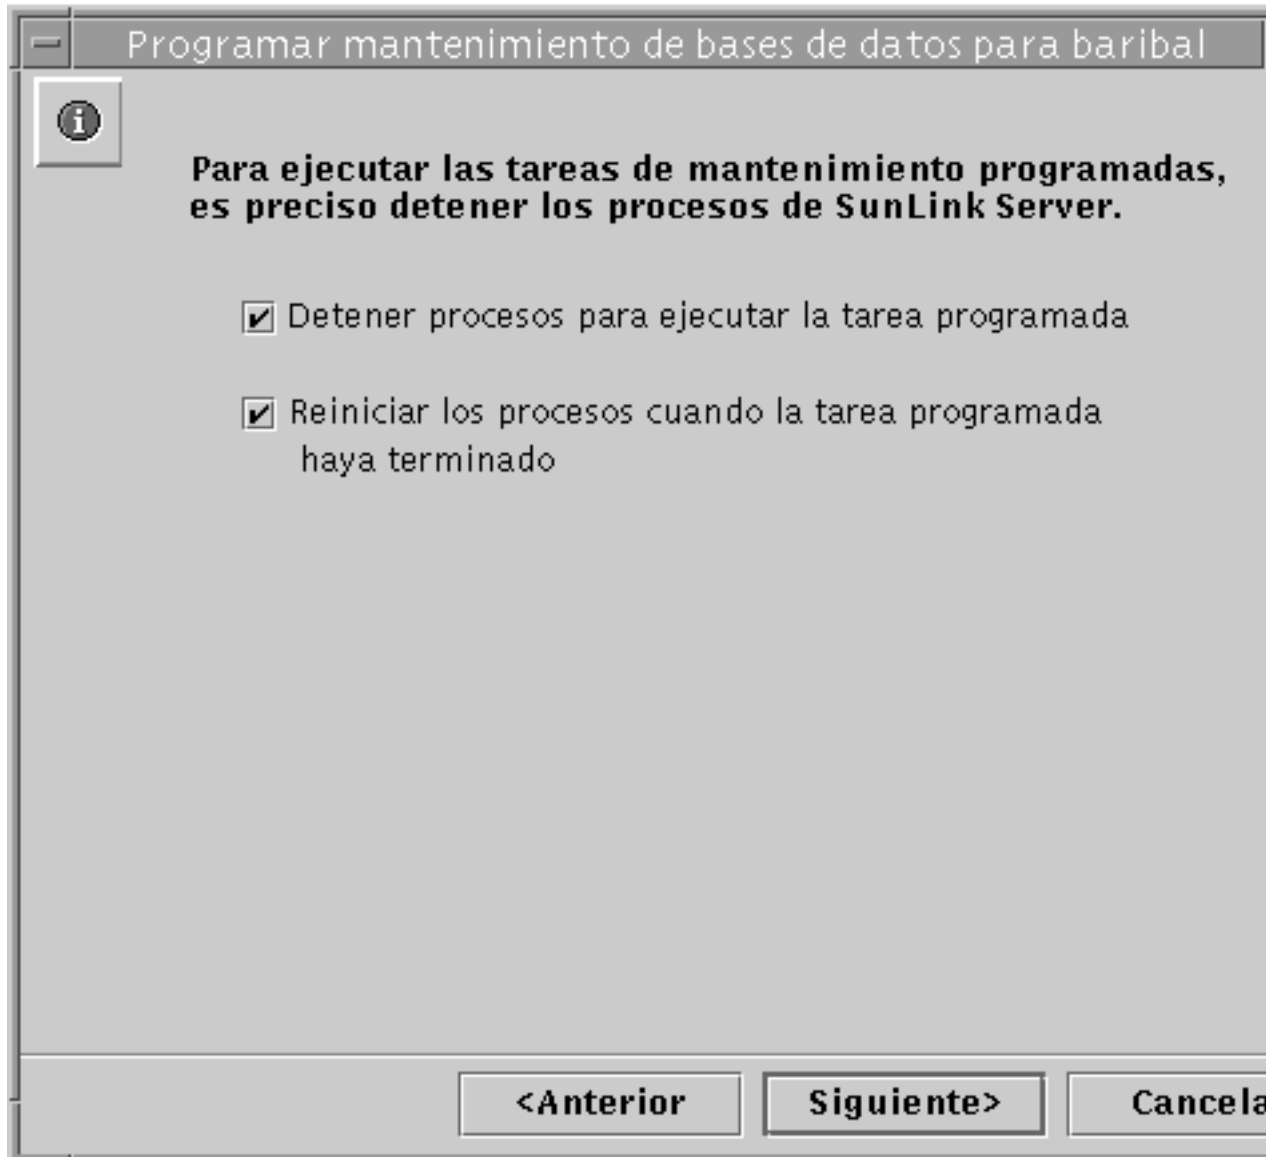 Programar mantenimiento de bases de datos para baribal
Para ejecutar las tareas de mantenimiento programadas,
es preciso detener los procesos de SunLink Server.
Detener procesos para ejecutar la tarea programada
Reiniciar los procesos cuando la tarea programada
haya terminado
<Anterior
Siguiente>
Cancela